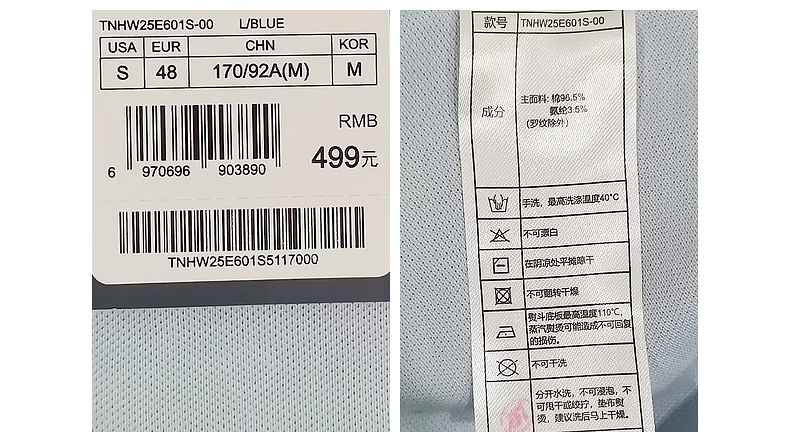 TNHW25E601S-00 L/BLUE
USA EUR CHN KOR
S 48 170/92A(M) M
RMB
499元
6 970696 903890
TNHW25E601S5117000
款号 TNHW25E601S-00
成分
主面料: 棉96.5%
氨纶3.5%
(罗纹除外)
手洗，最高洗涤温度40°C
不可漂白
在阴凉处平摊晾干
不可翻转干燥
熨斗底板最高温度110°C，
蒸汽熨烫可能造成不可回复
的损伤。
不可干洗
分开水洗，不可浸泡，不
可甩干或绞拧，垫布熨
烫，建议洗后马上干燥。